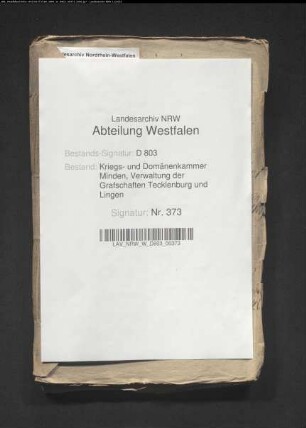 esarchiv Nordrhein-Westfalen
Landesarchiv NRW
Abteilung Westfalen
Bestands-Signatur: D 803
Bestand: Kriegs- und Domänenkammer
Minden, Verwaltung der
Grafschaften Tecklenburg und
Lingen
Signatur: Nr. 373
LAV_NRW_W_D803_00373